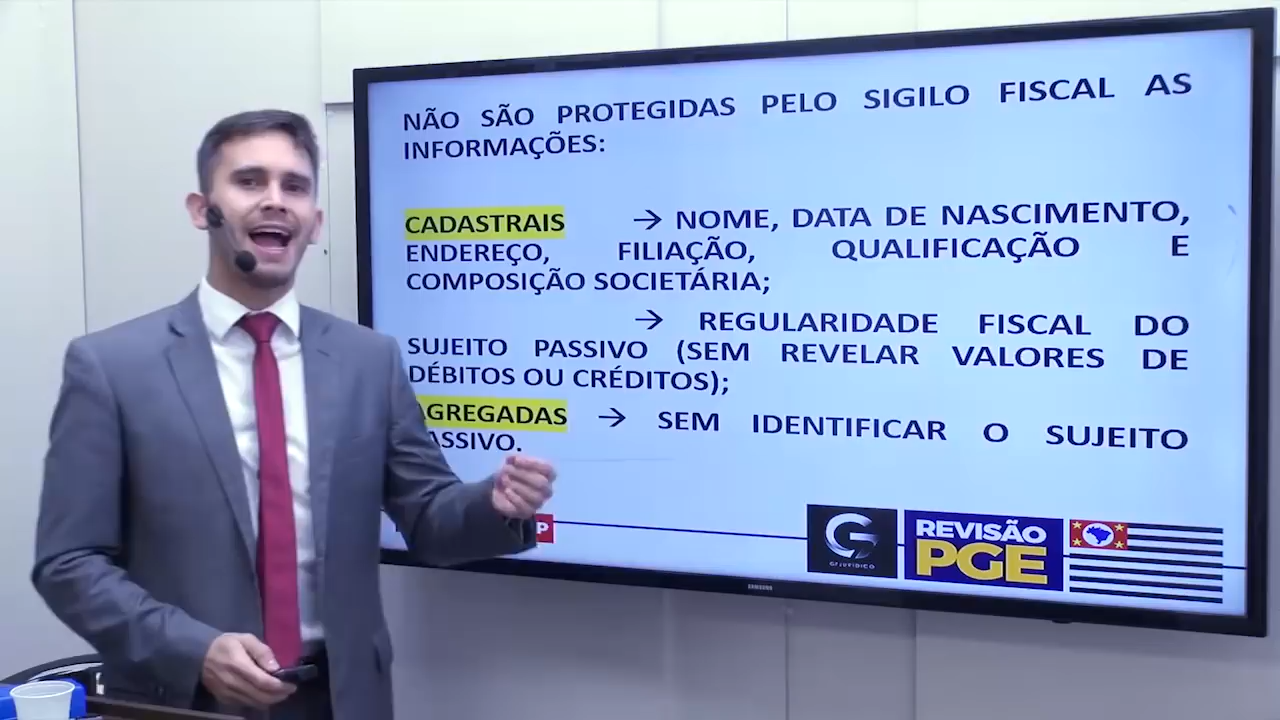 NÃO SÃO PROTEGIDAS PELO SIGILO FISCAL AS
INFORMAÇÕES:
CADASTRAIS → NOME, DATA DE NASCIMENTO,
ENDEREÇO, FILIAÇÃO, QUALIFICAÇÃO E
COMPOSIÇÃO SOCIETÁRIA;
→ REGULARIDADE FISCAL DO
SUJEITO PASSIVO (SEM REVELAR VALORES DE
DÉBITOS OU CRÉDITOS);
AGREGADAS → SEM IDENTIFICAR O SUJEITO
PASSIVO.
P
G7 JURÍDICO
REVISÃO
PGE
SAMSUNG